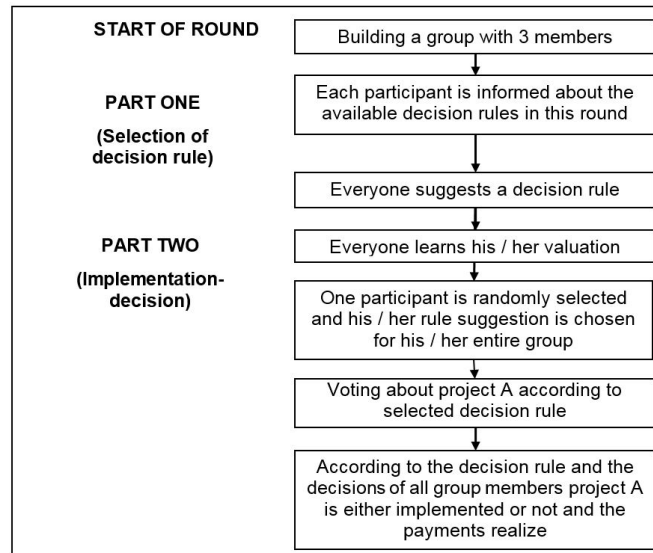 START OF ROUND
Building a group with 3 members
PART ONE
(Selection of
decision rule)
Each participant is informed about the
available decision rules in this round
Everyone suggests a decision rule
PART TWO
(Implementation-
decision)
Everyone learns his / her valuation
One participant is randomly selected
and his / her rule suggestion is chosen
for his / her entire group
Voting about project A according to
selected decision rule
According to the decision rule and the
decisions of all group members project A
is either implemented or not and the
payments realize